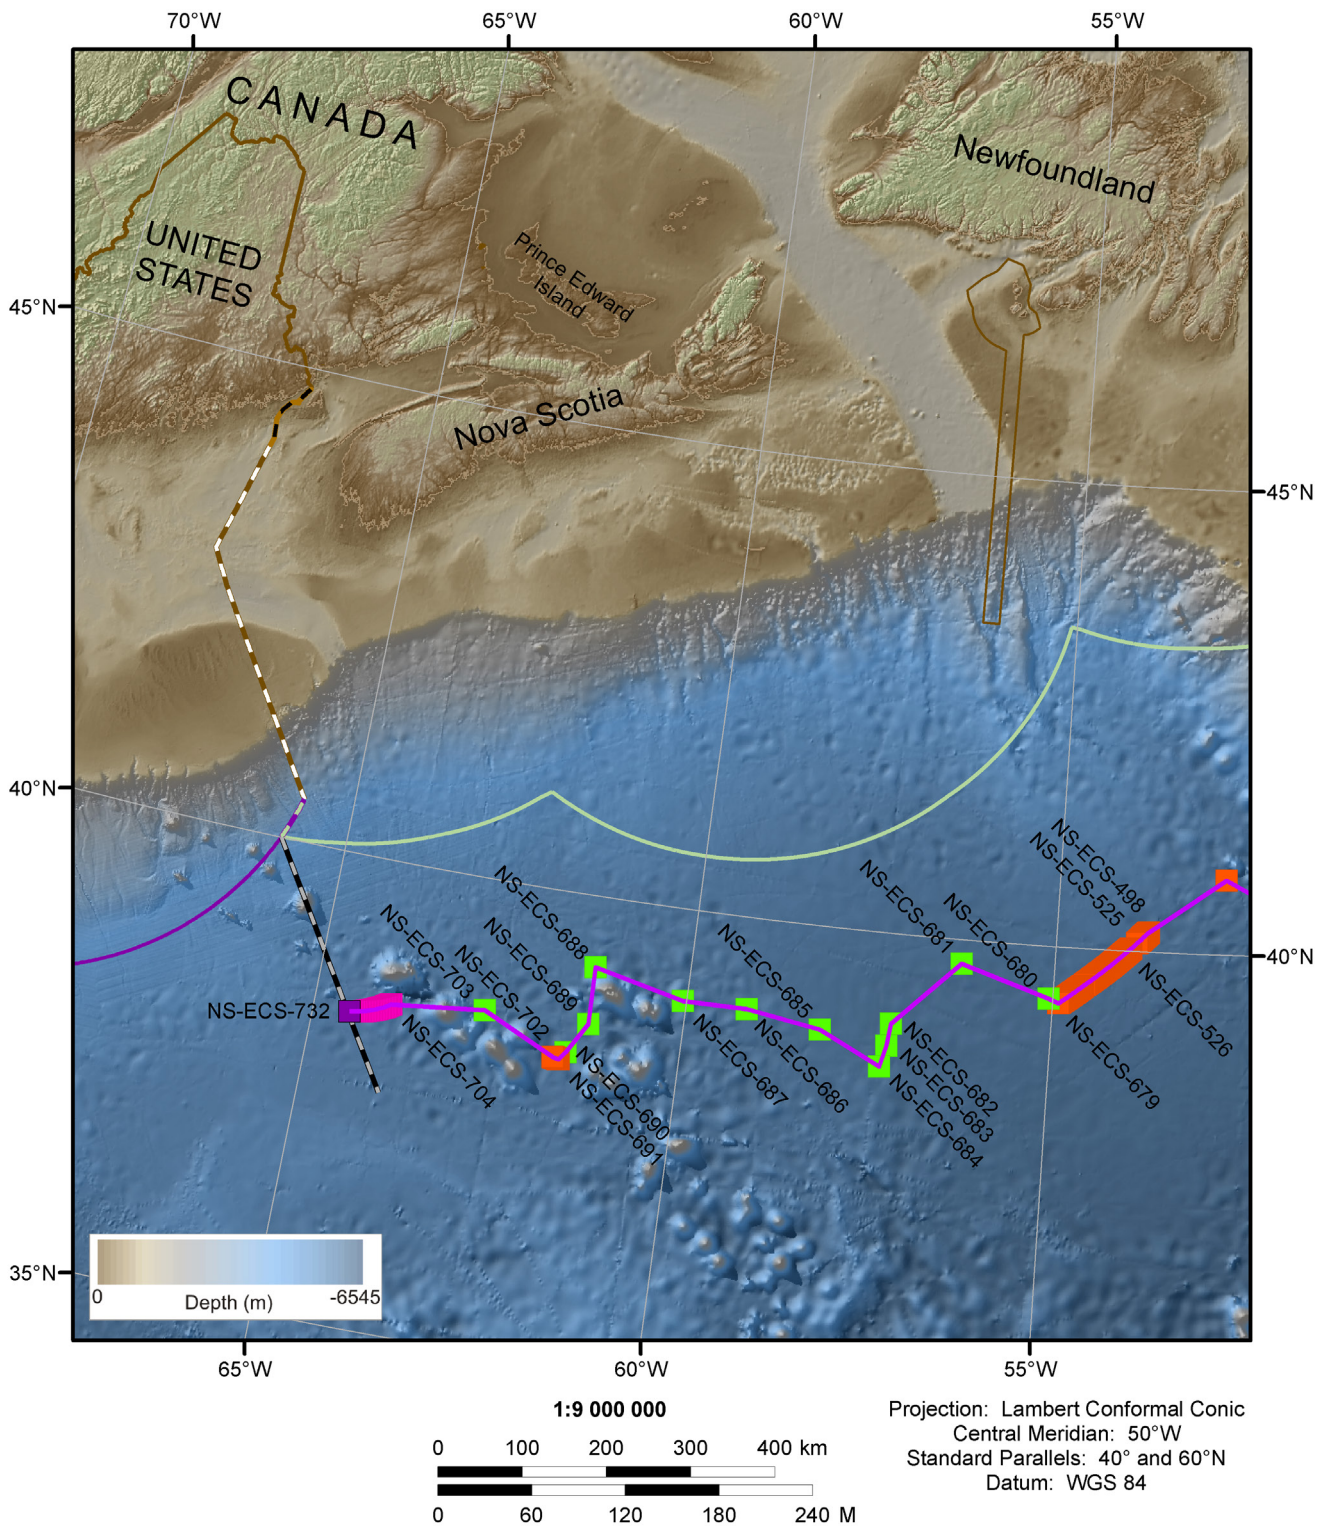 70°W 65°W 60°W 55°W
CANADA
Newfoundland
UNITED
STATES
Prince Edward
Island
45°N
Nova Scotia
45°N
40°N
NS-ECS-498
NS-ECS-525
NS-ECS-681
NS-ECS-688
NS-ECS-680
NS-ECS-703
NS-ECS-689
NS-ECS-685
NS-ECS-702
40°N
NS-ECS-526
NS-ECS-732
NS-ECS-704
NS-ECS-687
NS-ECS-686
NS-ECS-682
NS-ECS-679
NS-ECS-690
NS-ECS-683
NS-ECS-691
NS-ECS-684
35°N
0 -6545
Depth (m)
65°W 60°W 55°W
1:9 000 000
0 100 200 300 400 km
0 60 120 180 240 M
Projection: Lambert Conformal Conic
Central Meridian: 50°W
Standard Parallels: 40° and 60°N
Datum: WGS 84